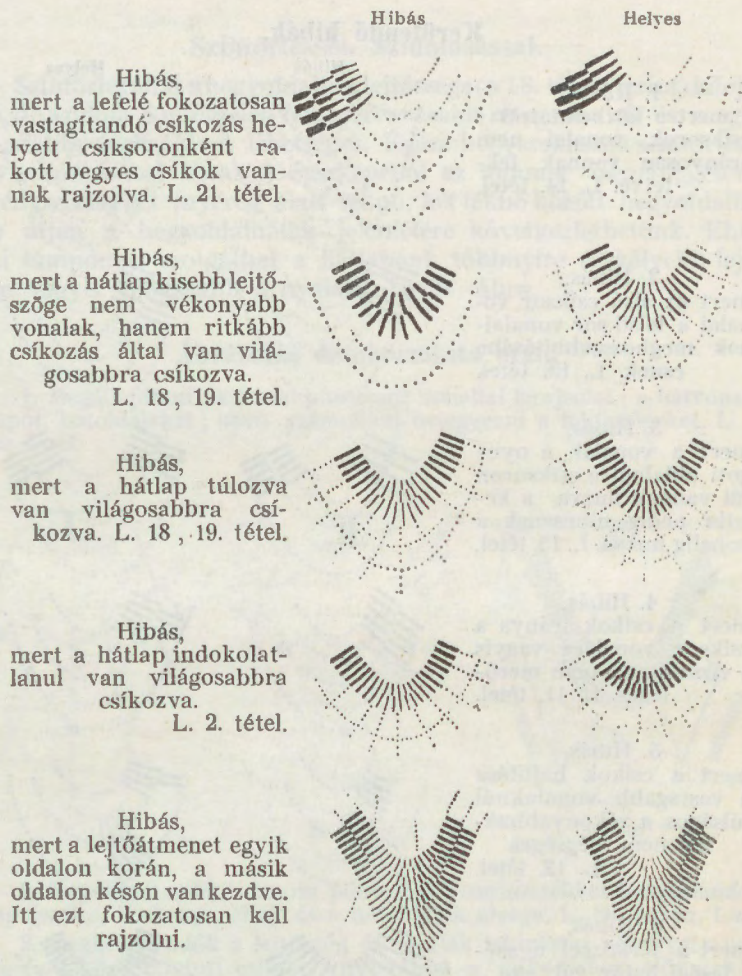 Hibás
Helyes
Hibás,
mert a lefelé fokozatosan
vastagítandó csíkozás he-
lyett csíksoronként ra-
kott begyes csíkok van-
nak rajzolva. L. 21. tétel.
Hibás,
mert a hátlap kisebb lejtő-
szöge nem vékonyabb
vonalak, hanem ritkább
csíkozás által van vilá-
gosabbra csíkozva.
L. 18, 19. tétel.
Hibás,
mert a hátlap túlozva
van világosabbra csí-
kozva. L. 18, 19. tétel.
Hibás,
mert a hátlap indokolat-
lanul van világosabbra
csíkozva.
L. 2. tétel.
Hibás,
mert a lejtőátmenet egyik
oldalon korán, a másik
oldalon későn van kezdve.
Itt ezt fokozatosan kell
rajzolni.